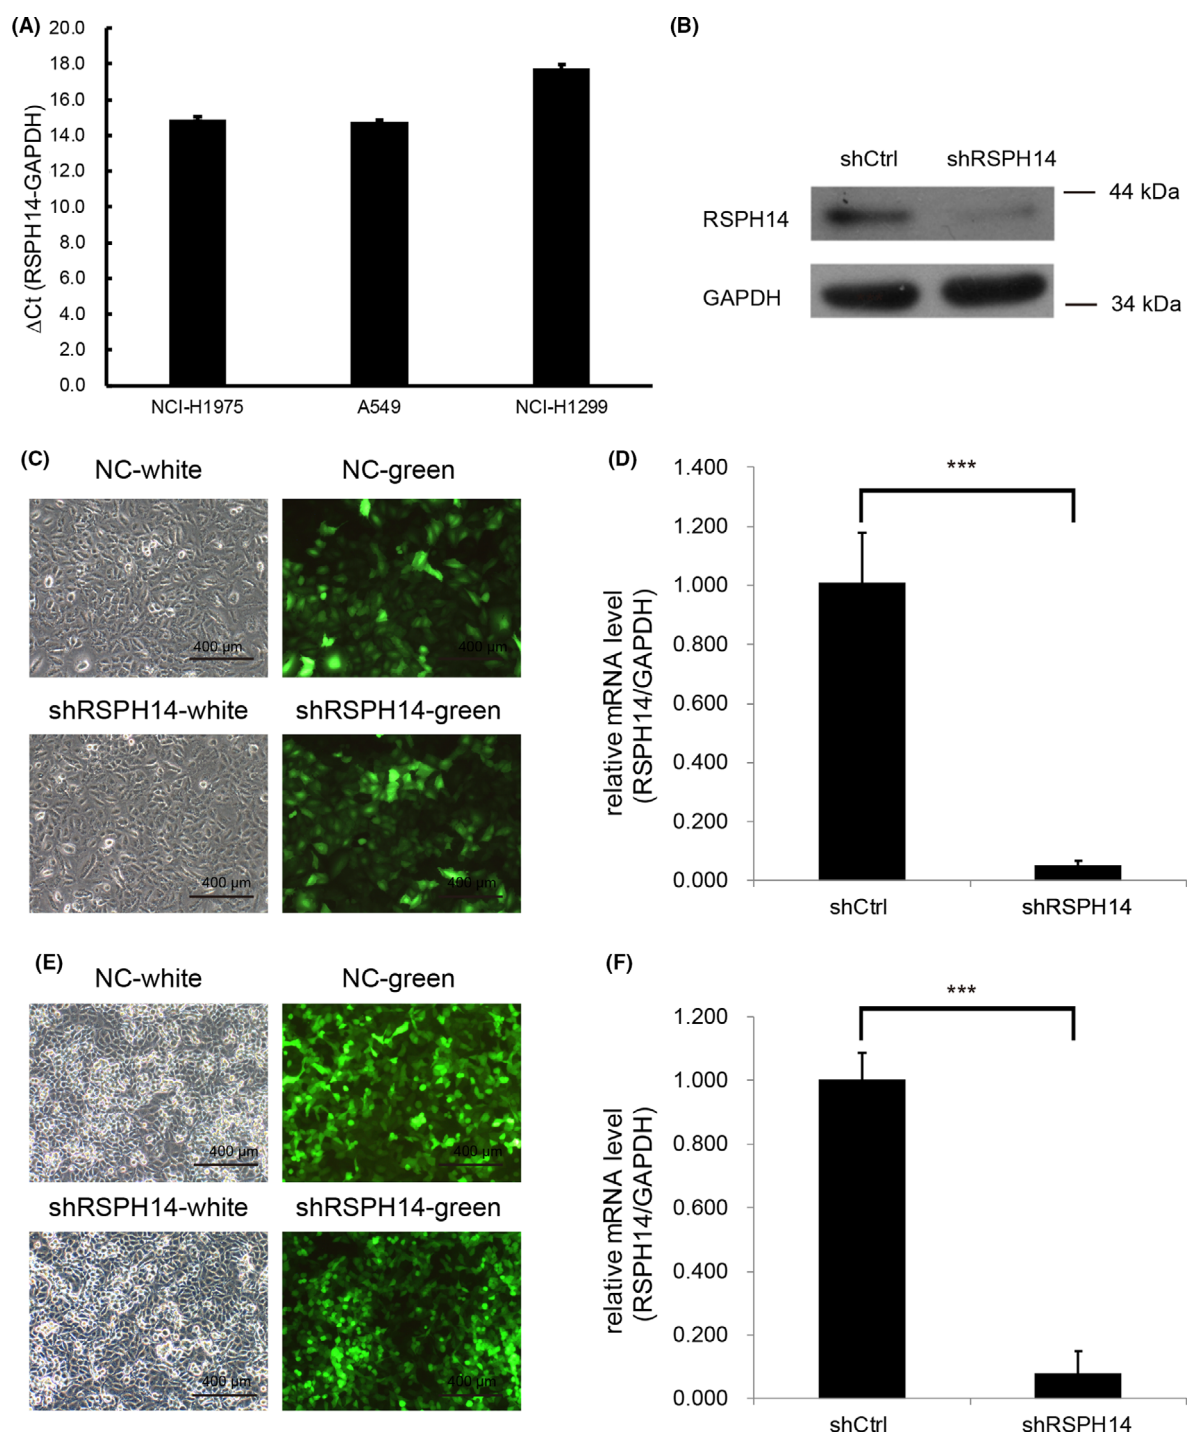 (A)
20.0
18.0
16.0
14.0
12.0
10.0
8.0
6.0
4.0
2.0
0.0
ΔCt (RSPH14-GAPDH)
NCI-H1975 A549 NCI-H1299
(B)
shCtrl shRSPH14
RSPH14
44 kDa
GAPDH
34 kDa
(C)
NC-white NC-green
400 µm 400 µm
shRSPH14-white shRSPH14-green
400 µm 400 µm
(D)
1.400
1.200
1.000
0.800
0.600
0.400
0.200
0.000
relative mRNA level
(RSPH14/GAPDH)
***
shCtrl shRSPH14
(E)
NC-white NC-green
400 µm 400 µm
shRSPH14-white shRSPH14-green
400 µm 400 µm
(F)
1.200
1.000
0.800
0.600
0.400
0.200
0.000
relative mRNA level
(RSPH14/GAPDH)
***
shCtrl shRSPH14